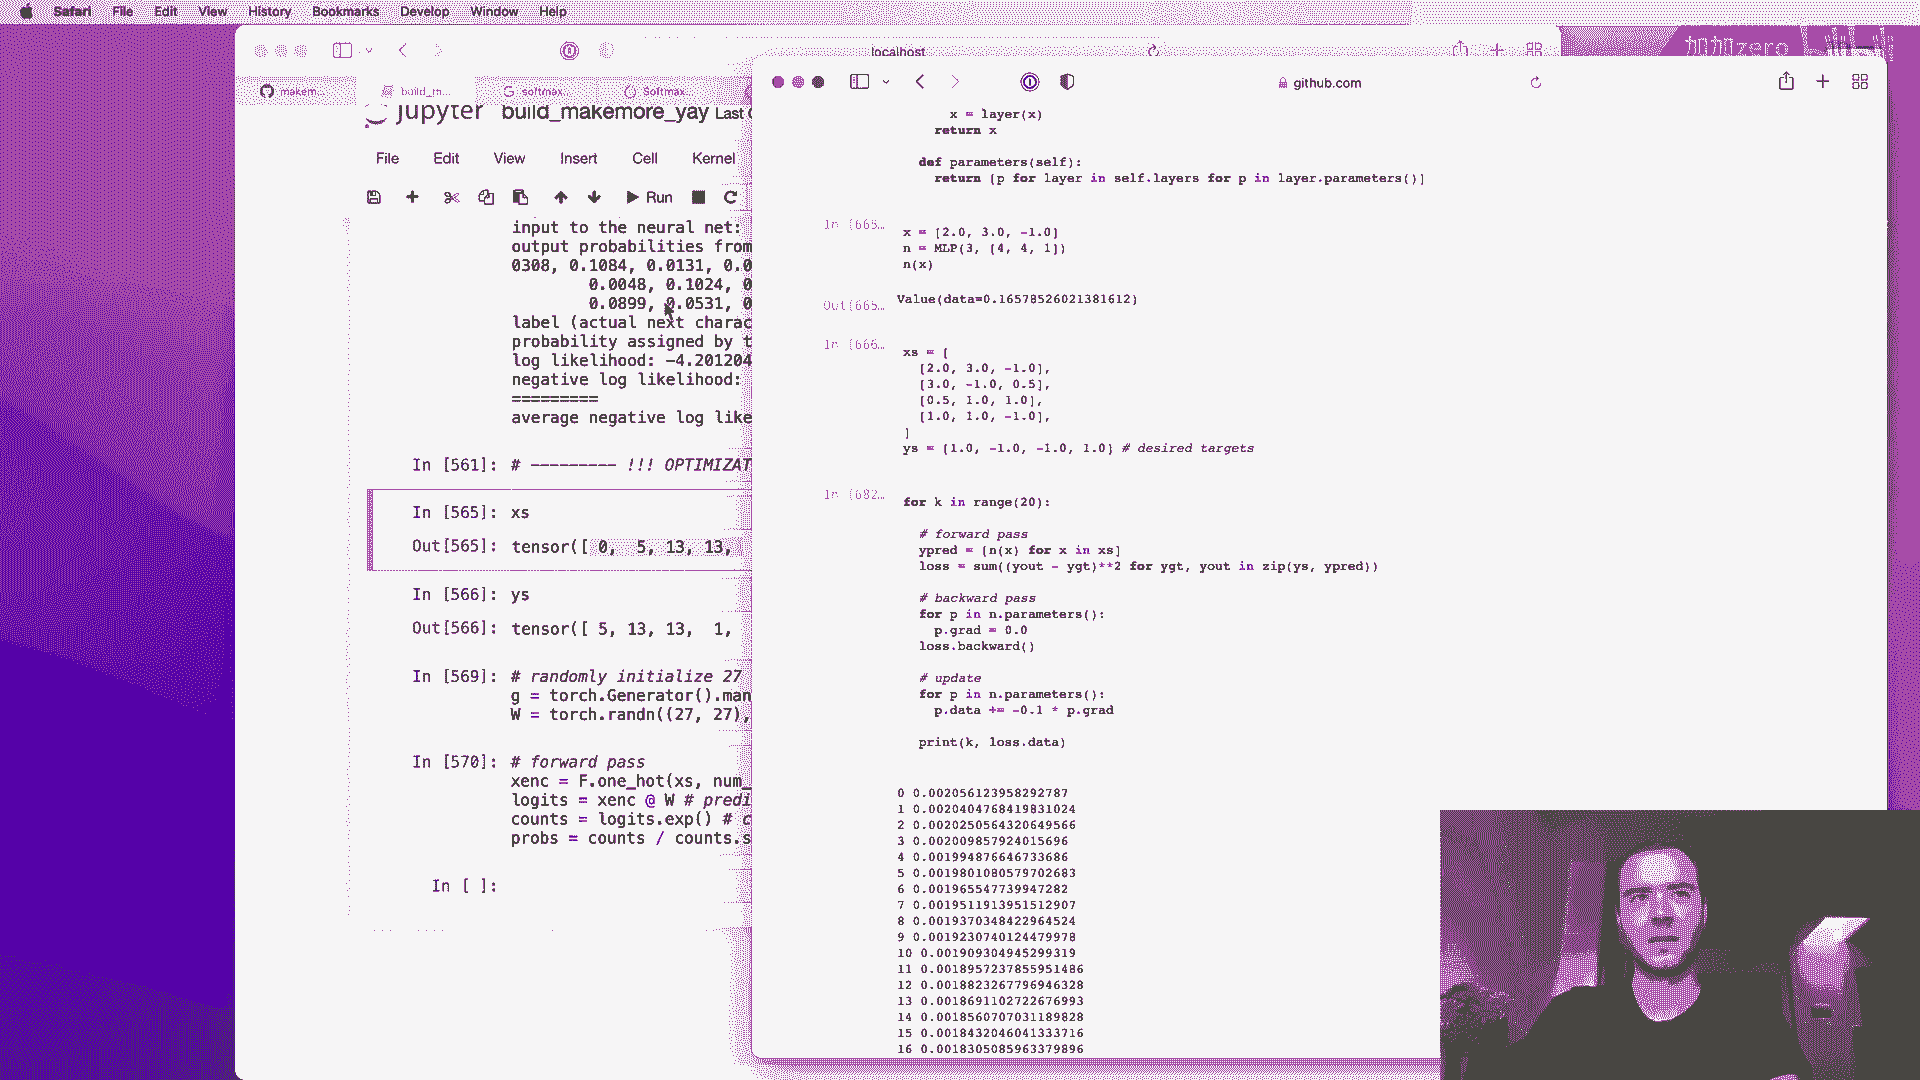 Safari File Edit View History Bookmarks Develop Window Help
localhost
makem... build_m... softmax... Softmax...
jupyter build_makemore_yay Last
File Edit View Insert Cell Kernel
Run
input to the neural net:
output probabilities from
0308, 0.1084, 0.0131, 0.0
0.0048, 0.1024, 0
0.0899, 0.0531, 0
label (actual next charac
probability assigned by t
log likelihood: -4.201204
negative log likelihood:
=========
average negative log like
In [561]: # --------- !!! OPTIMIZAT
In [565]: xs
Out[565]: tensor([ 0, 5, 13, 13,
In [566]: ys
Out[566]: tensor([ 5, 13, 13, 1,
In [569]: # randomly initialize 27
g = torch.Generator().man
W = torch.randn((27, 27),
In [570]: # forward pass
xenc = F.one_hot(xs, num_
logits = xenc @ W # predi
counts = logits.exp() # c
probs = counts / counts.s
In [ ]:
github.com
x = layer(x)
return x
def parameters(self):
return [p for layer in self.layers for p in layer.parameters()]
In [665...
x = [2.0, 3.0, -1.0]
n = MLP(3, [4, 4, 1])
n(x)
Out[665...
Value(data=0.16578526021381612)
In [666...
xs = [
[2.0, 3.0, -1.0],
[3.0, -1.0, 0.5],
[0.5, 1.0, 1.0],
[1.0, 1.0, -1.0],
]
ys = [1.0, -1.0, -1.0, 1.0] # desired targets
In [682...
for k in range(20):
# forward pass
ypred = [n(x) for x in xs]
loss = sum((yout - ygt)**2 for ygt, yout in zip(ys, ypred))
# backward pass
for p in n.parameters():
p.grad = 0.0
loss.backward()
# update
for p in n.parameters():
p.data += -0.1 * p.grad
print(k, loss.data)
0 0.002056123958292787
1 0.0020404768419831024
2 0.0020250564320649566
3 0.002009857924015696
4 0.001994876646733686
5 0.0019801080579702683
6 0.001965547739947282
7 0.0019511913951512907
8 0.0019370348422964524
9 0.0019230740124479978
10 0.001909304945299319
11 0.0018957237855951486
12 0.0018823267796946328
13 0.001869110272267 6993
14 0.0018560707031189828
15 0.0018432046041333716
16 0.0018305085963379896
加加zero